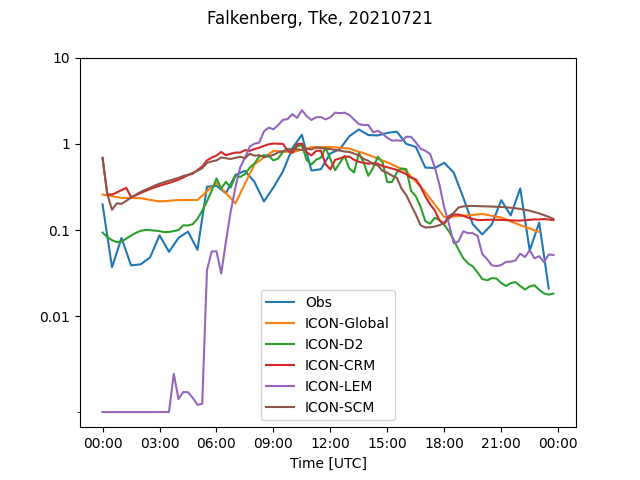 Falkenberg, Tke, 20210721
10
1
0.1
0.01
Obs
ICON-Global
ICON-D2
ICON-CRM
ICON-LEM
ICON-SCM
00:00 03:00 06:00 09:00 12:00 15:00 18:00 21:00 00:00
Time [UTC]